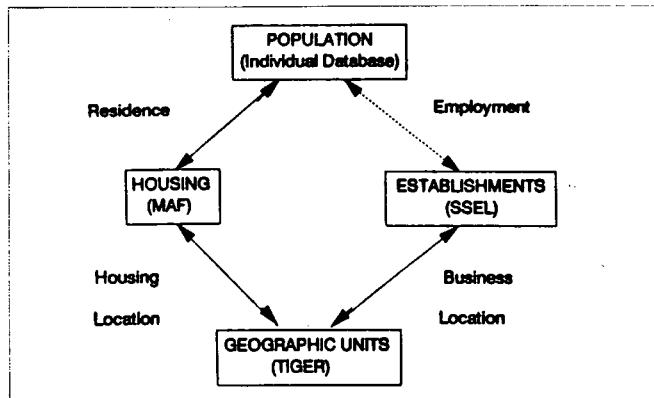 POPULATION
(Individual Database)
Residence
Employment
HOUSING
(MAF)
ESTABLISHMENTS
(SSEL)
Housing
Location
Business
Location
GEOGRAPHIC UNITS
(TIGER)